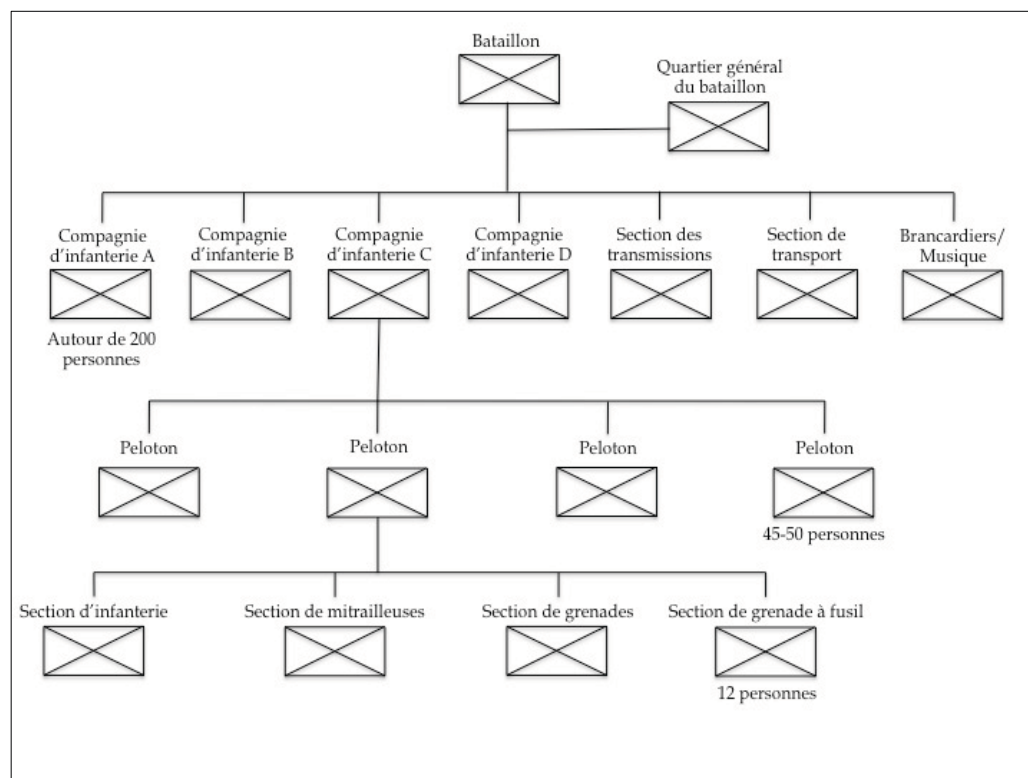 Bataillon
Quartier général
du bataillon
Compagnie
d'infanterie A
Compagnie
d'infanterie B
Compagnie
d'infanterie C
Compagnie
d'infanterie D
Section des
transmissions
Section de
transport
Brancardiers/
Musique
Autour de 200
personnes
Peloton
Peloton
Peloton
Peloton
45-50 personnes
Section d'infanterie
Section de mitrailleuses
Section de grenades
Section de grenade à fusil
12 personnes